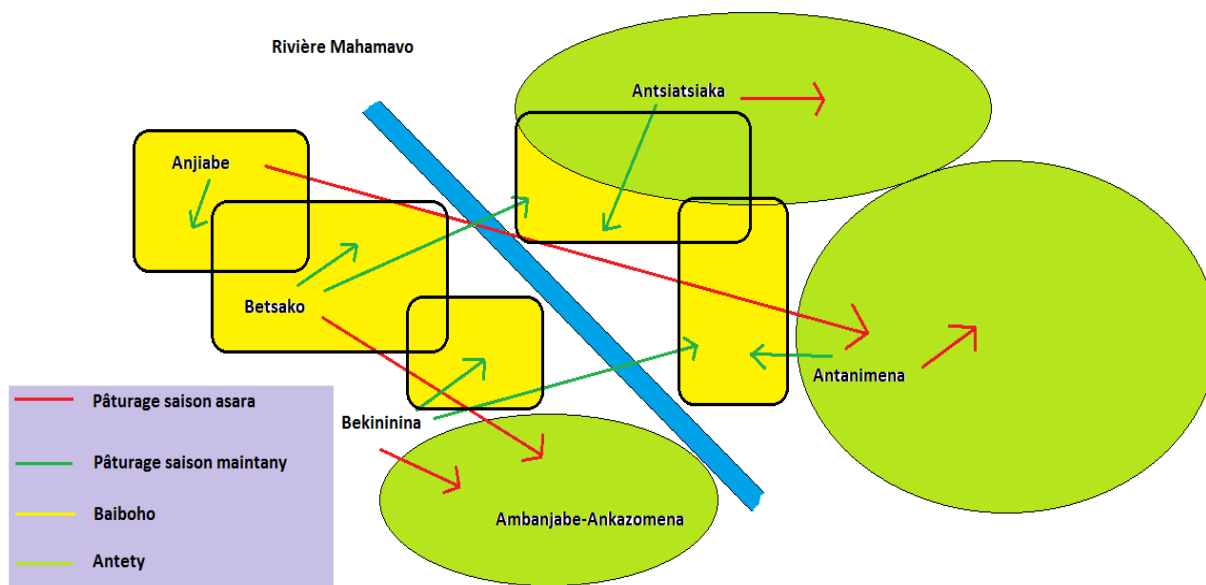 Rivière Mahamavo
Antsiatsiaka
Anjiabe
Betsako
Antanimena
Bekininina
Ambanjabe-Ankazomena
Pâturage saison asara
Pâturage saison maintany
Baiboho
Antety